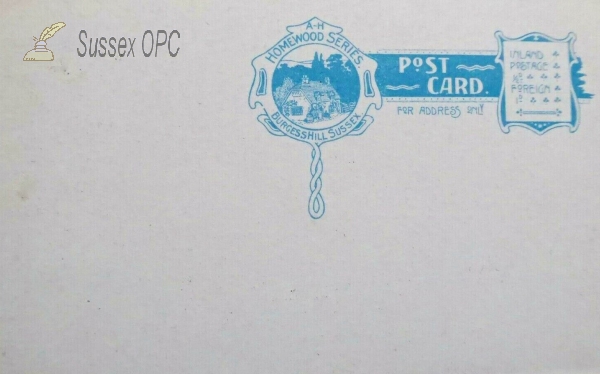 Sussex OPC
A-H
HOMEWOOD SERIES
BURGESS HILL SUSSEX
POST
CARD.
FOR ADDRESS ONLY
INLAND
POSTAGE
½D
FOREIGN
1D